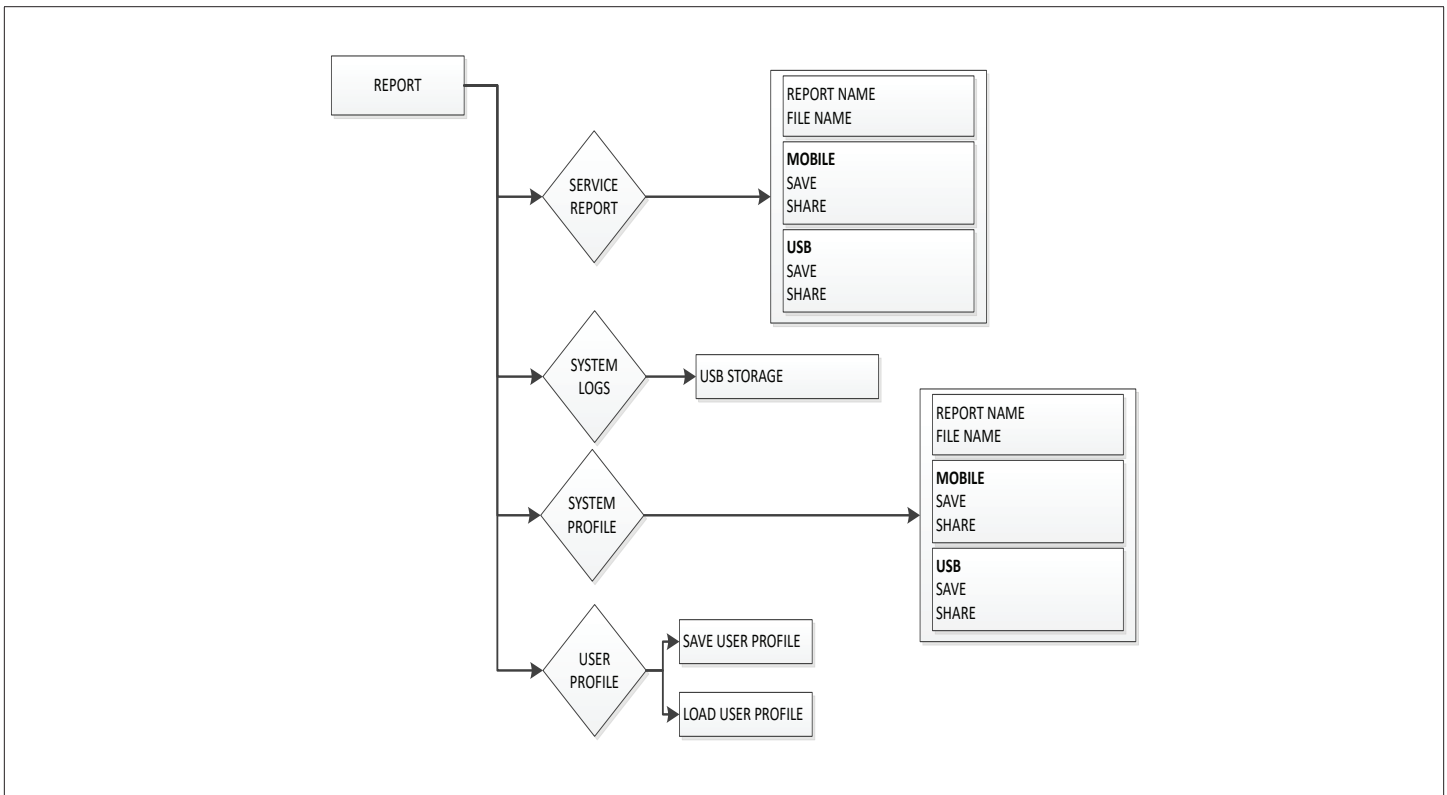 REPORT
SERVICE
REPORT
REPORT NAME
FILE NAME
MOBILE
SAVE
SHARE
USB
SAVE
SHARE
SYSTEM
LOGS
USB STORAGE
SYSTEM
PROFILE
REPORT NAME
FILE NAME
MOBILE
SAVE
SHARE
USB
SAVE
SHARE
USER
PROFILE
SAVE USER PROFILE
LOAD USER PROFILE